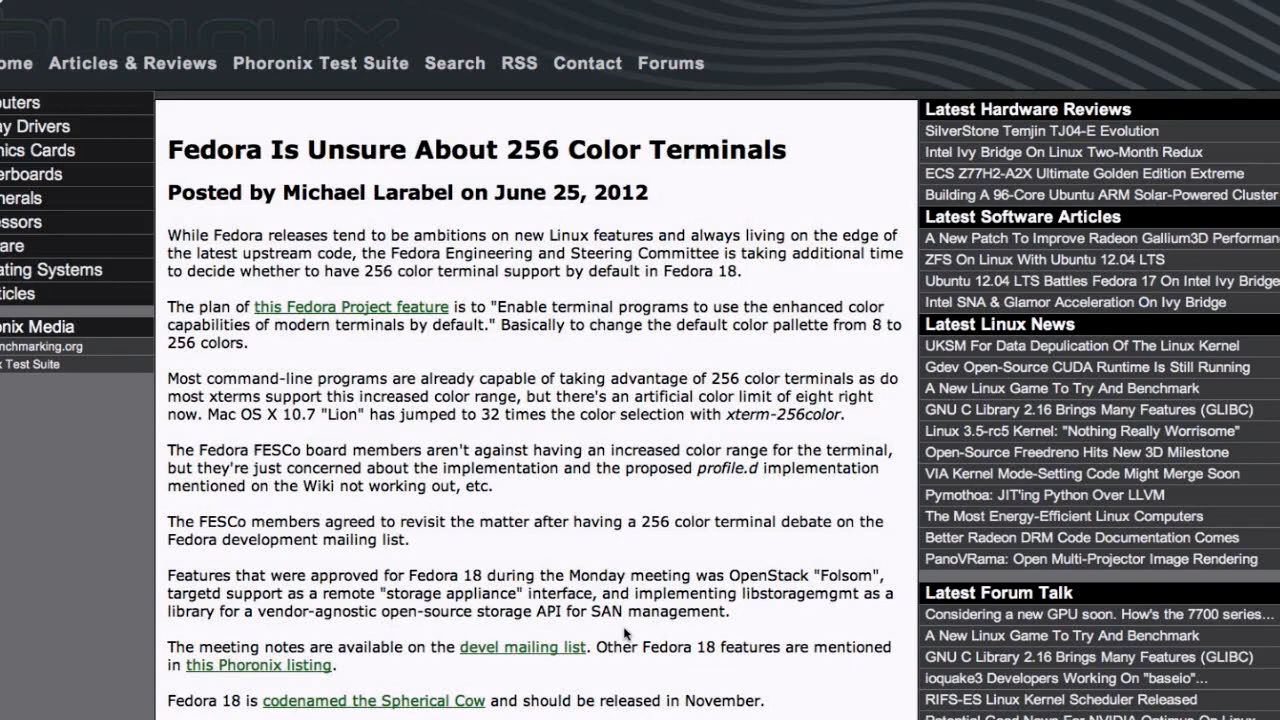 ome Articles & Reviews Phoronix Test Suite Search RSS Contact Forums
outers
ay Drivers
nics Cards
erboards
herals
essors
are
ating Systems
ticles
onix Media
nchmarking.org
x Test Suite
Fedora Is Unsure About 256 Color Terminals
Posted by Michael Larabel on June 25, 2012
While Fedora releases tend to be ambitions on new Linux features and always living on the edge of
the latest upstream code, the Fedora Engineering and Steering Committee is taking additional time
to decide whether to have 256 color terminal support by default in Fedora 18.
The plan of this Fedora Project feature is to "Enable terminal programs to use the enhanced color
capabilities of modern terminals by default." Basically to change the default color pallette from 8 to
256 colors.
Most command-line programs are already capable of taking advantage of 256 color terminals as do
most xterms support this increased color range, but there's an artificial color limit of eight right
now. Mac OS X 10.7 "Lion" has jumped to 32 times the color selection with xterm-256color.
The Fedora FESCo board members aren't against having an increased color range for the terminal,
but they're just concerned about the implementation and the proposed profile.d implementation
mentioned on the Wiki not working out, etc.
The FESCo members agreed to revisit the matter after having a 256 color terminal debate on the
Fedora development mailing list.
Features that were approved for Fedora 18 during the Monday meeting was OpenStack "Folsom",
targetd support as a remote "storage appliance" interface, and implementing libstoragemgmt as a
library for a vendor-agnostic open-source storage API for SAN management.
The meeting notes are available on the devel mailing list. Other Fedora 18 features are mentioned
in this Phoronix listing.
Fedora 18 is codenamed the Spherical Cow and should be released in November.
Latest Hardware Reviews
SilverStone Temjin TJ04-E Evolution
Intel Ivy Bridge On Linux Two-Month Redux
ECS Z77H2-A2X Ultimate Golden Edition Extreme
Building A 96-Core Ubuntu ARM Solar-Powered Cluster
Latest Software Articles
A New Patch To Improve Radeon Gallium3D Performan
ZFS On Linux With Ubuntu 12.04 LTS
Ubuntu 12.04 LTS Battles Fedora 17 On Intel Ivy Bridge
Intel SNA & Glamor Acceleration On Ivy Bridge
Latest Linux News
UKSM For Data Depulication Of The Linux Kernel
Gdev Open-Source CUDA Runtime Is Still Running
A New Linux Game To Try And Benchmark
GNU C Library 2.16 Brings Many Features (GLIBC)
Linux 3.5-rc5 Kernel: "Nothing Really Worrisome"
Open-Source Freedreno Hits New 3D Milestone
VIA Kernel Mode-Setting Code Might Merge Soon
Pymothoa: JIT'ing Python Over LLVM
The Most Energy-Efficient Linux Computers
Better Radeon DRM Code Documentation Comes
PanoVRama: Open Multi-Projector Image Rendering
Latest Forum Talk
Considering a new GPU soon. How's the 7700 series...
A New Linux Game To Try And Benchmark
GNU C Library 2.16 Brings Many Features (GLIBC)
ioquake3 Developers Working On "baseio"...
RIFS-ES Linux Kernel Scheduler Released
Potential Good News For NVIDIA Optimus On Linux